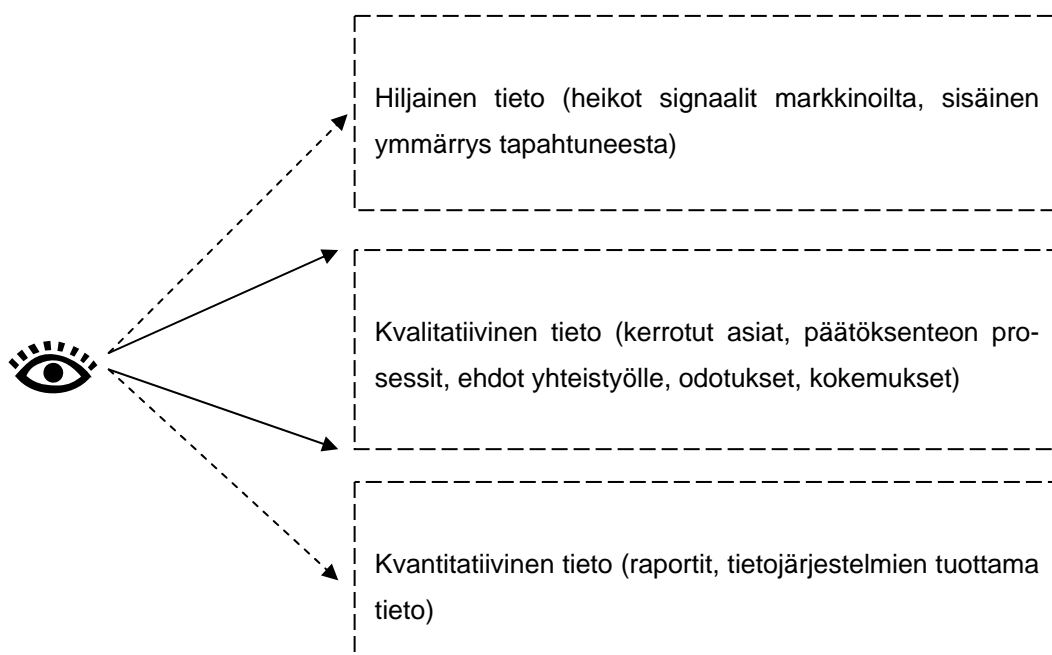 Hiljainen tieto (heikot signaalit markkinoilta, sisäinen
ymmärrys tapahtuneesta)
Kvalitatiivinen tieto (kerrotut asiat, päätöksenteon pro-
sessit, ehdot yhteistyölle, odotukset, kokemukset)
Kvantitatiivinen tieto (raportit, tietojärjestelmien tuottama
tieto)